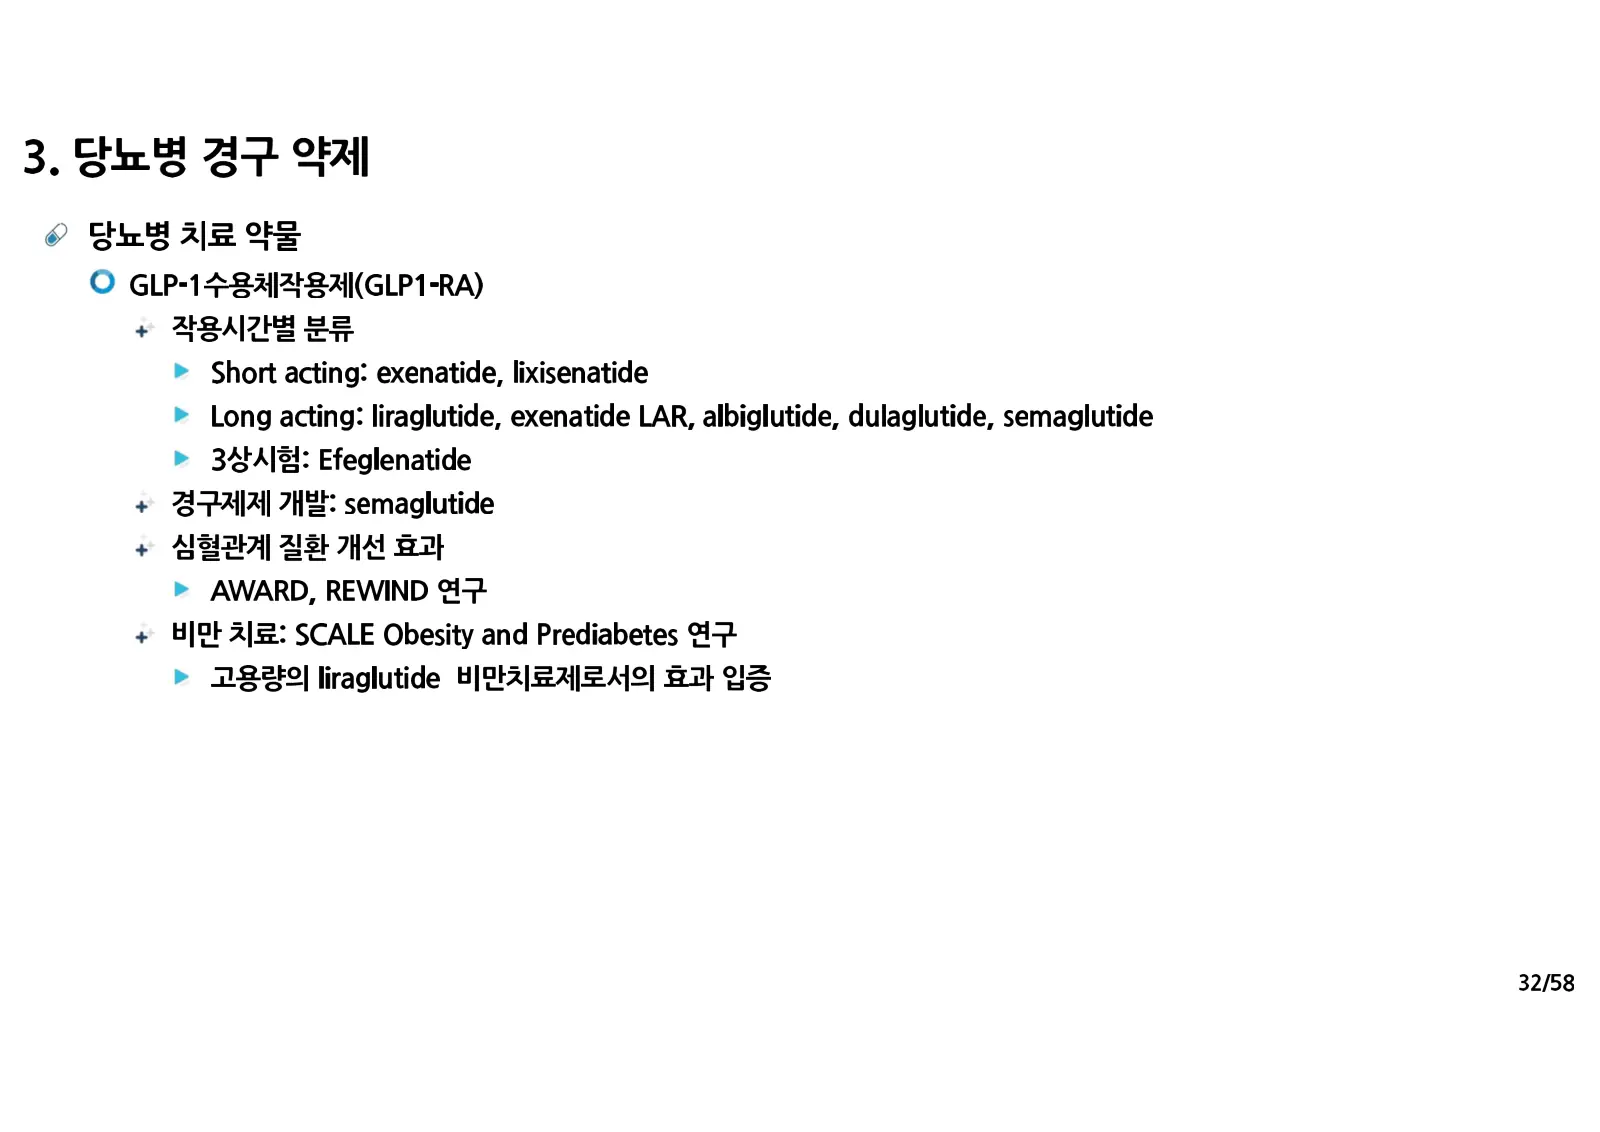 3. 당뇨병 경구 약제
당뇨병 치료 약물
GLP-1수용체작용제(GLP1-RA)
작용시간별 분류
Short acting: exenatide, lixisenatide
Long acting: liraglutide, exenatide LAR, albiglutide, dulaglutide, semaglutide
3상시험: Efeglenatide
경구제제 개발: semaglutide
심혈관계 질환 개선 효과
AWARD, REWIND 연구
비만 치료: SCALE Obesity and Prediabetes 연구
고용량의 liraglutide 비만치료제로서의 효과 입증
32/58